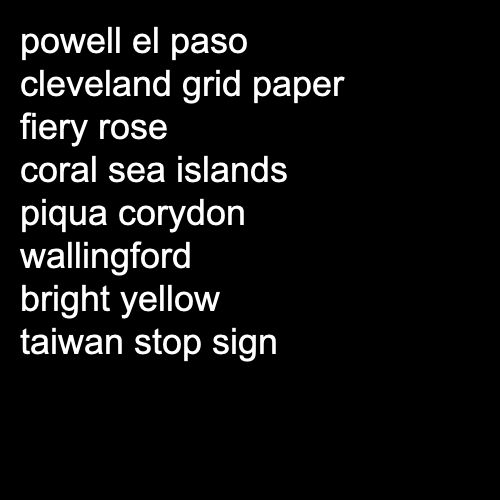 powell el paso
cleveland grid paper
fiery rose
coral sea islands
piqua corydon
wallingford
bright yellow
taiwan stop sign